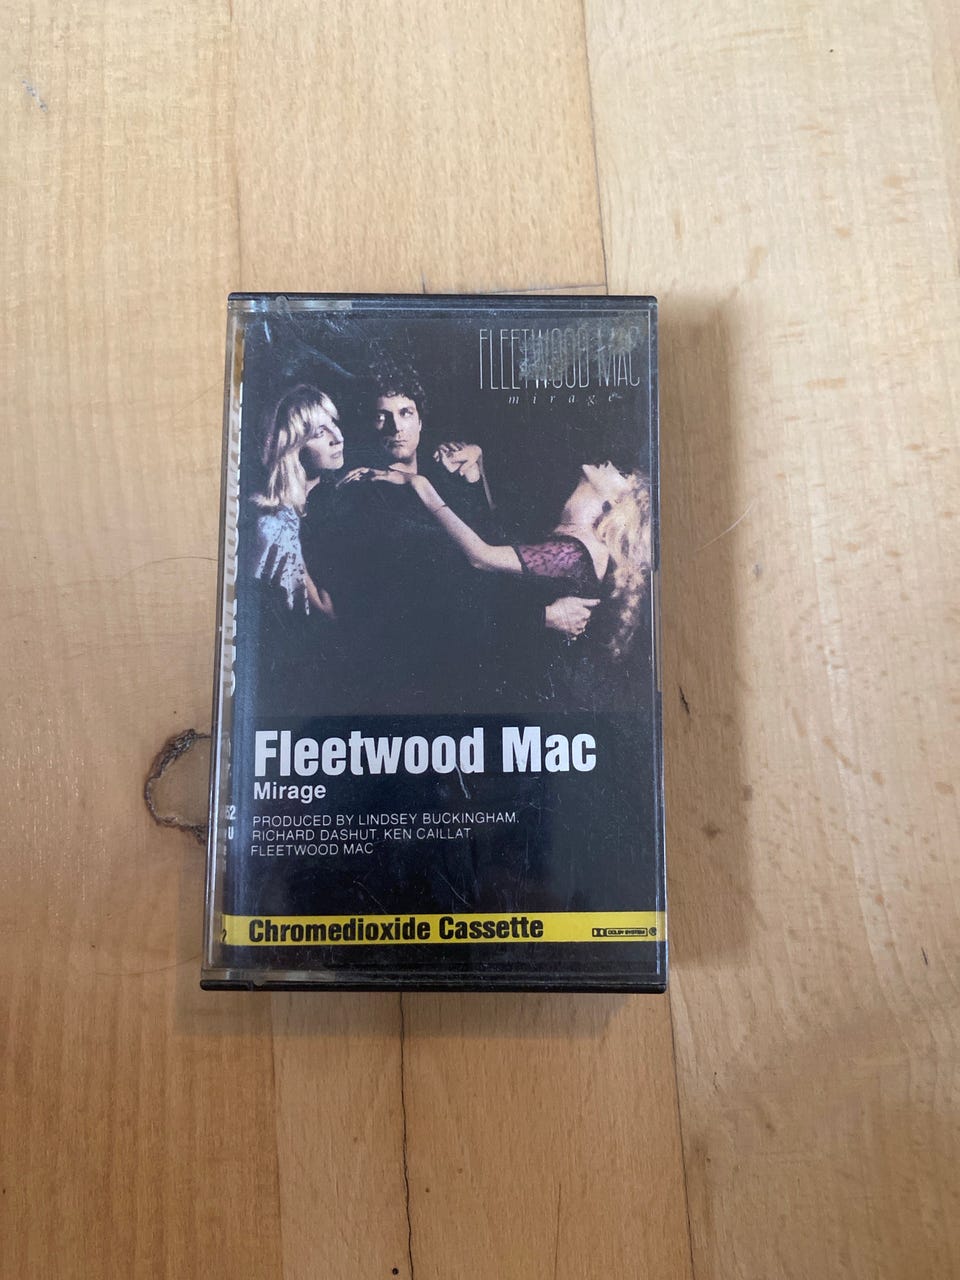 FLEETWOOD MAC
mirage
Fleetwood Mac
Mirage
PRODUCED BY LINDSEY BUCKINGHAM,
RICHARD DASHUT, KEN CAILLAT,
FLEETWOOD MAC
Chromedioxide Cassette
DOLBY SYSTEM ®